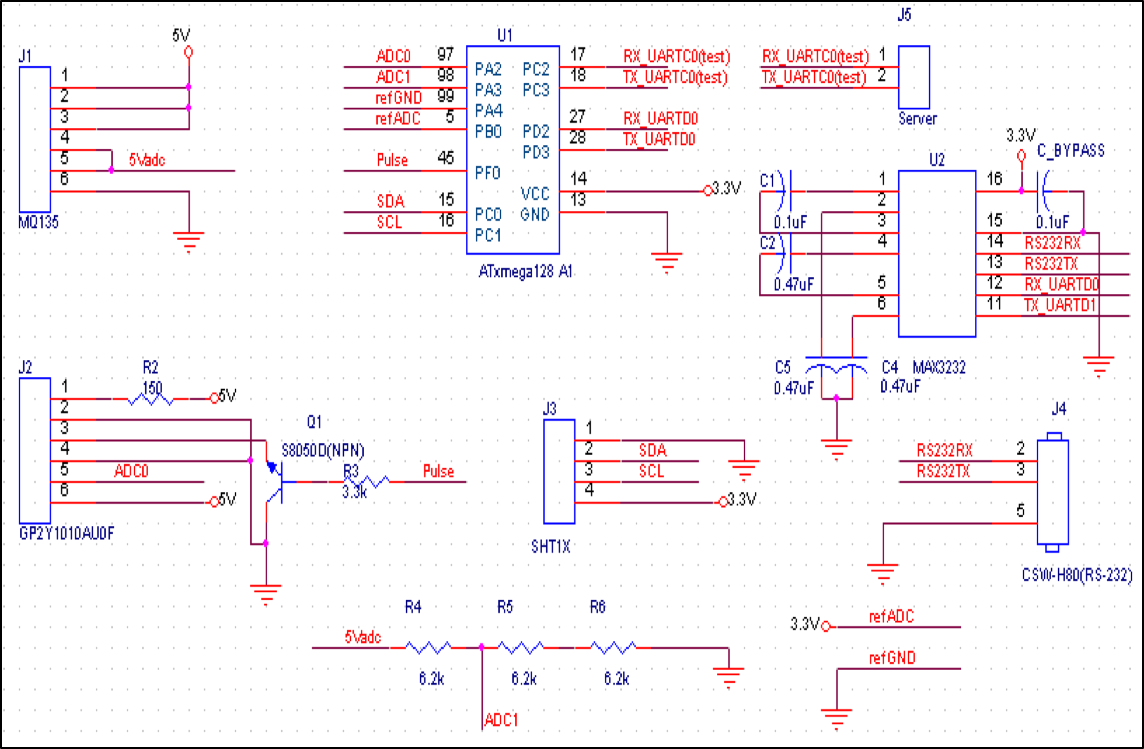 J1
5V
1
2
3
4
5
6
5Vadc
MQ135
U1
ADC0 97 PA2 PC2 17 RX_UARTC0(test)
ADC1 98 PA3 PC3 18 TX_UARTC0(test)
refGND 99 PA4
refADC 5 PB0 PD2 27 RX_UARTD0
PD3 28 TX_UARTD0
Pulse 45 PF0
VCC 14 3.3V
SDA 15 PC0 GND 13
SCL 16 PC1
ATxmega128 A1
J5
RX_UARTC0(test) 1
TX_UARTC0(test) 2
Server
3.3V
C_BYPASS
0.1uF
U2
C1
0.1uF
C2
0.47uF
1 16
2
3 15
4 14 RS232RX
13 RS232TX
5 12 RX_UARTD0
6 11 TX_UARTD1
C5
0.47uF
C4 MAX3232
0.47uF
J2
R2
150
5V
1
2
3
4
5 ADC0
6 5V
GP2Y1010AU0F
Q1
S8050D(NPN)
R3
3.3k
Pulse
J3
1
2 SDA
3 SCL
4 3.3V
SHT1X
J4
RS232RX 2
RS232TX 3
5
CSW-H80(RS-232)
R4 R5 R6
5Vadc
6.2k 6.2k 6.2k
ADC1
3.3V refADC
refGND